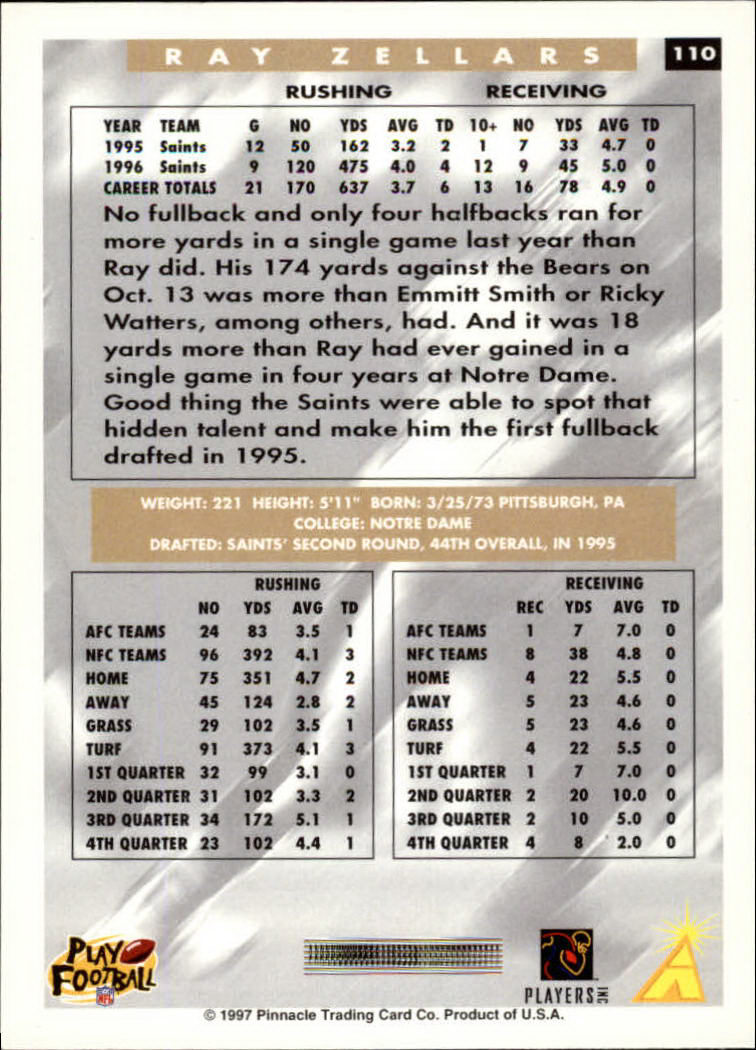 RAY ZELLARS 110
RUSHING RECEIVING
YEAR TEAM G NO YDS AVG TD 10+ NO YDS AVG TD
1995 Saints 12 50 162 3.2 2 1 7 33 4.7 0
1996 Saints 9 120 475 4.0 4 12 9 45 5.0 0
CAREER TOTALS 21 170 637 3.7 6 13 16 78 4.9 0
No fullback and only four halfbacks ran for
more yards in a single game last year than
Ray did. His 174 yards against the Bears on
Oct. 13 was more than Emmitt Smith or Ricky
Watters, among others, had. And it was 18
yards more than Ray had ever gained in a
single game in four years at Notre Dame.
Good thing the Saints were able to spot that
hidden talent and make him the first fullback
drafted in 1995.
WEIGHT: 221 HEIGHT: 5'11" BORN: 3/25/73 PITTSBURGH, PA
COLLEGE: NOTRE DAME
DRAFTED: SAINTS' SECOND ROUND, 44TH OVERALL, IN 1995
RUSHING
NO YDS AVG TD
AFC TEAMS 24 83 3.5 1
NFC TEAMS 96 392 4.1 3
HOME 75 351 4.7 2
AWAY 45 124 2.8 2
GRASS 29 102 3.5 1
TURF 91 373 4.1 3
1ST QUARTER 32 99 3.1 0
2ND QUARTER 31 102 3.3 2
3RD QUARTER 34 172 5.1 1
4TH QUARTER 23 102 4.4 1
RECEIVING
REC YDS AVG TD
AFC TEAMS 1 7 7.0 0
NFC TEAMS 8 38 4.8 0
HOME 4 22 5.5 0
AWAY 5 23 4.6 0
GRASS 5 23 4.6 0
TURF 4 22 5.5 0
1ST QUARTER 1 7 7.0 0
2ND QUARTER 2 20 10.0 0
3RD QUARTER 2 10 5.0 0
4TH QUARTER 4 8 2.0 0
PLAY
FOOTBALL
NFL
PLAYERS INC
© 1997 Pinnacle Trading Card Co. Product of U.S.A.